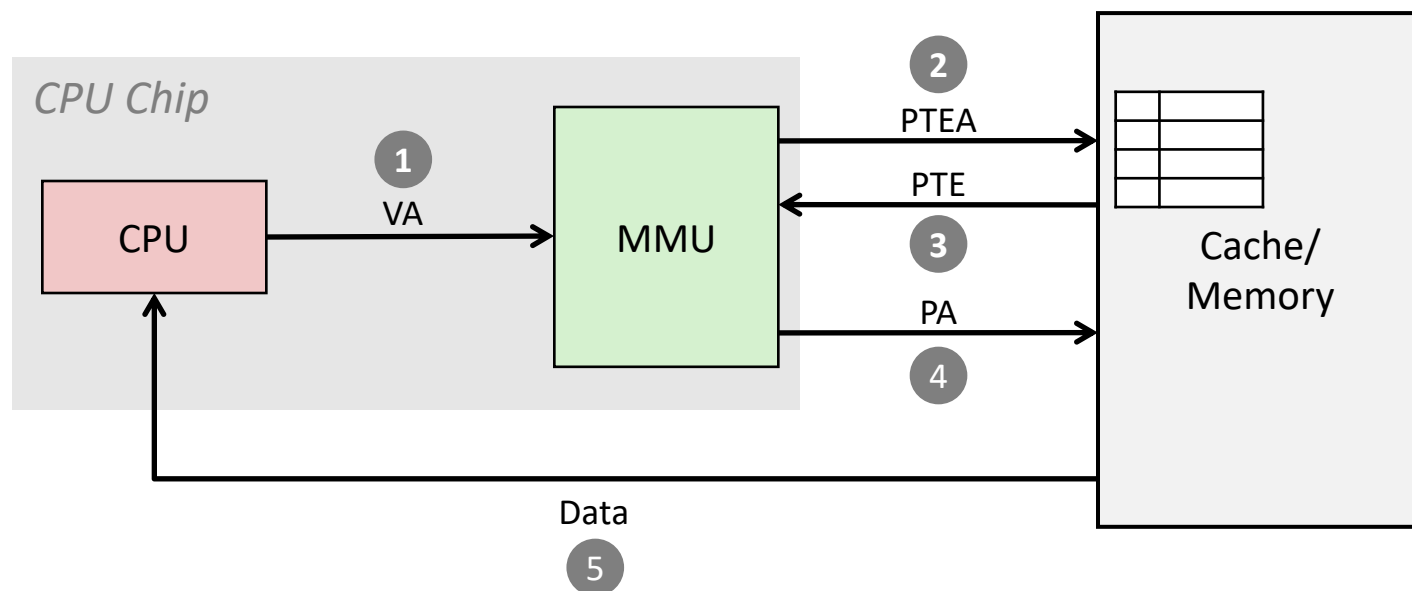 CPU Chip
2
PTEA
1
VA
CPU
MMU
PTE
3
Cache/
Memory
PA
4
Data
5